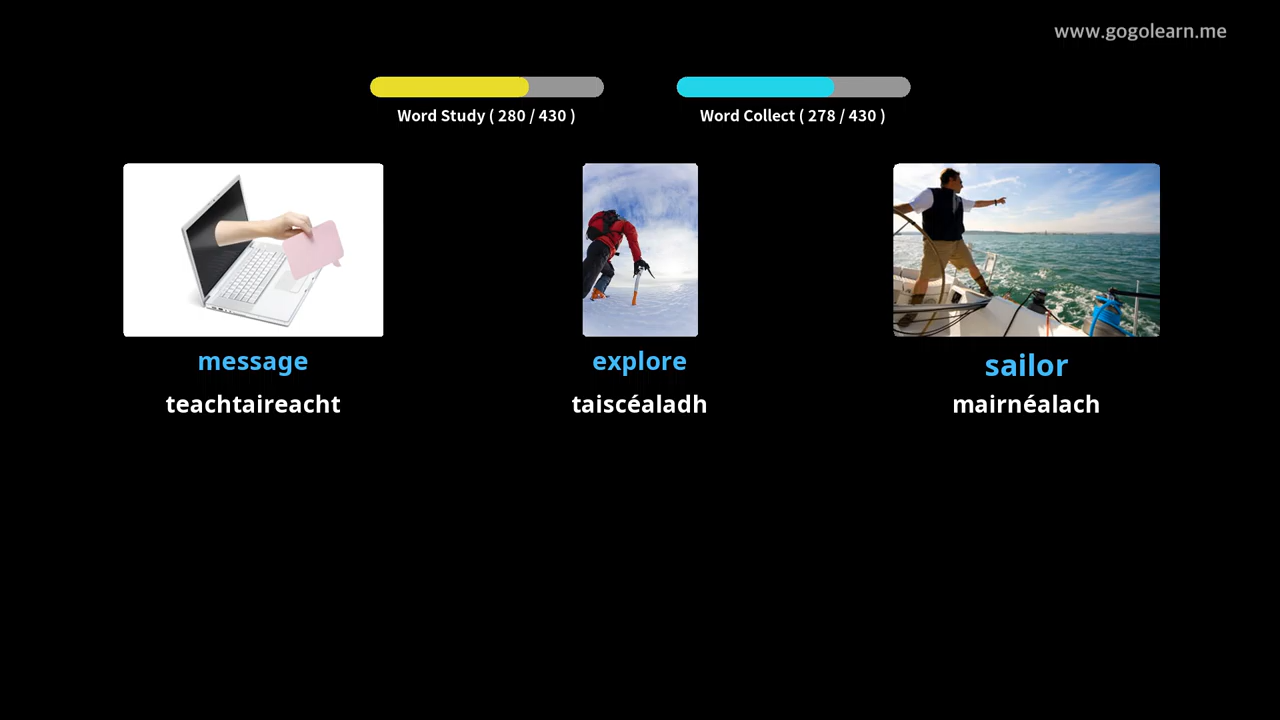 www.gogolearn.me
Word Study ( 280 / 430 )
Word Collect ( 278 / 430 )
message
explore
sailor
teachtaireacht
taiscéaladh
mairnéalach